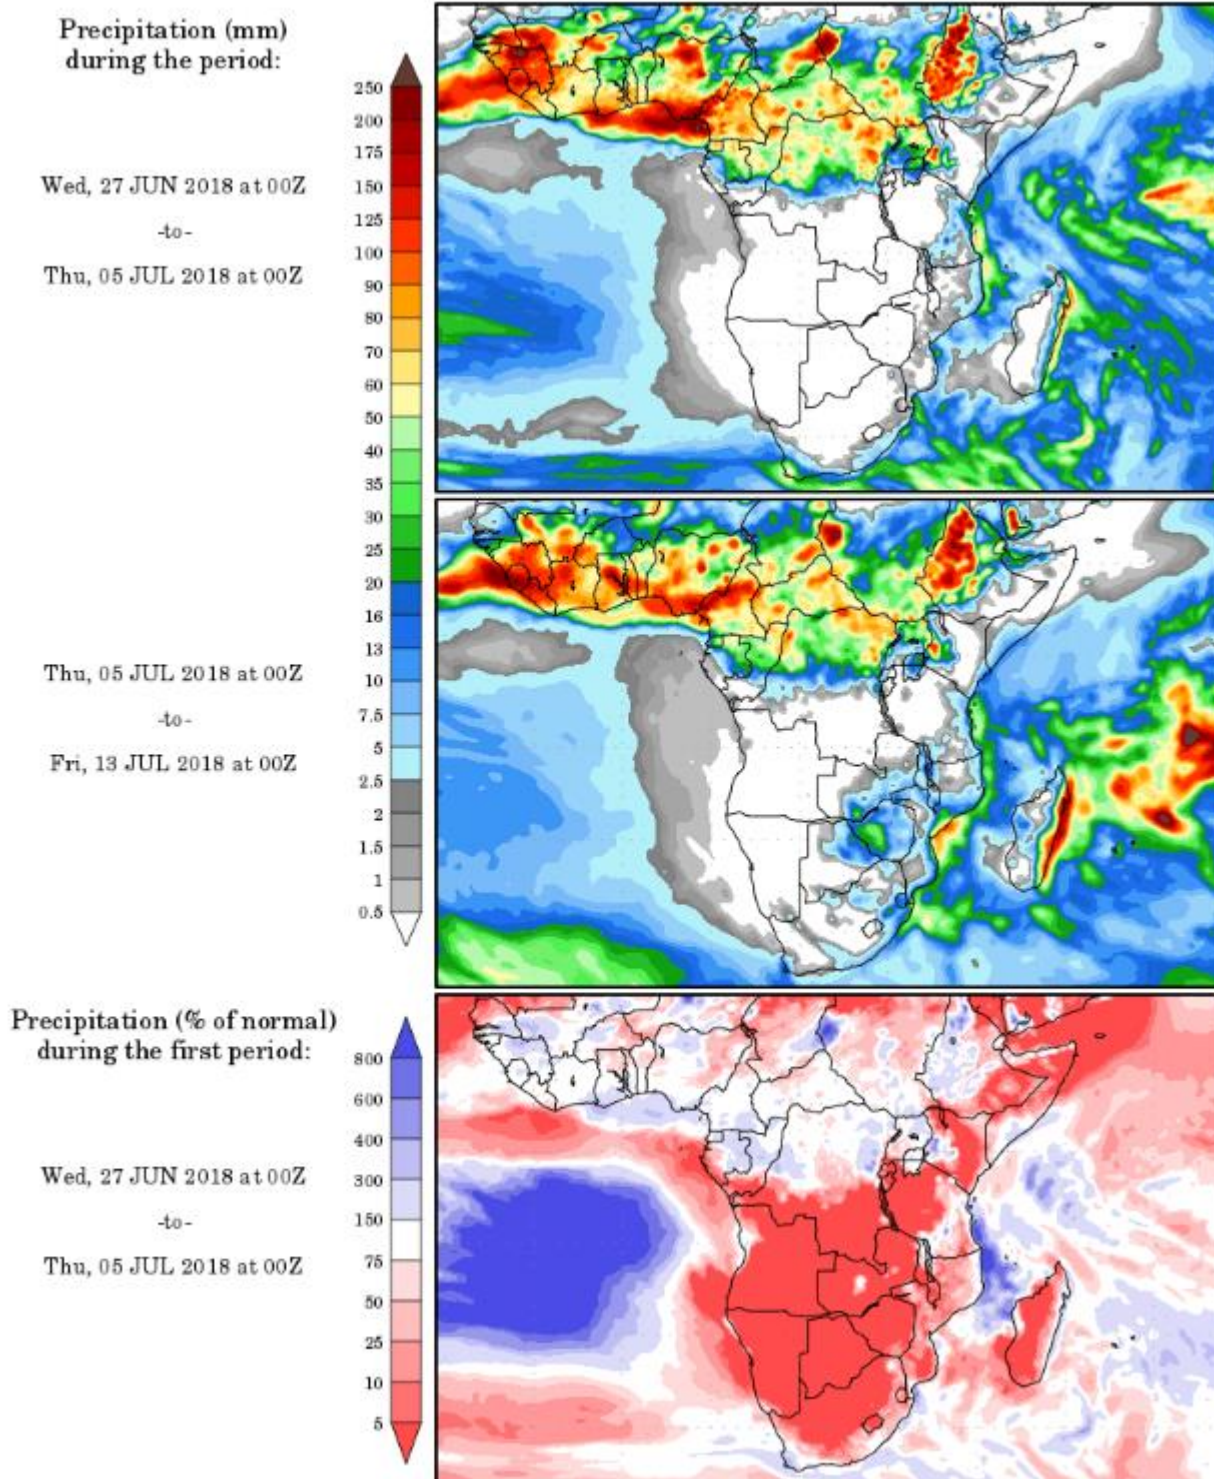 Precipitation (mm)
during the period:
Wed, 27 JUN 2018 at 00Z
-to-
Thu, 05 JUL 2018 at 00Z
250
200
175
150
125
100
90
80
70
60
50
40
35
30
25
20
16
13
10
7.5
5
2.5
2
1.5
1
0.5
Thu, 05 JUL 2018 at 00Z
-to-
Fri, 13 JUL 2018 at 00Z
Precipitation (% of normal)
during the first period:
Wed, 27 JUN 2018 at 00Z
-to-
Thu, 05 JUL 2018 at 00Z
800
600
400
300
150
75
50
25
10
5